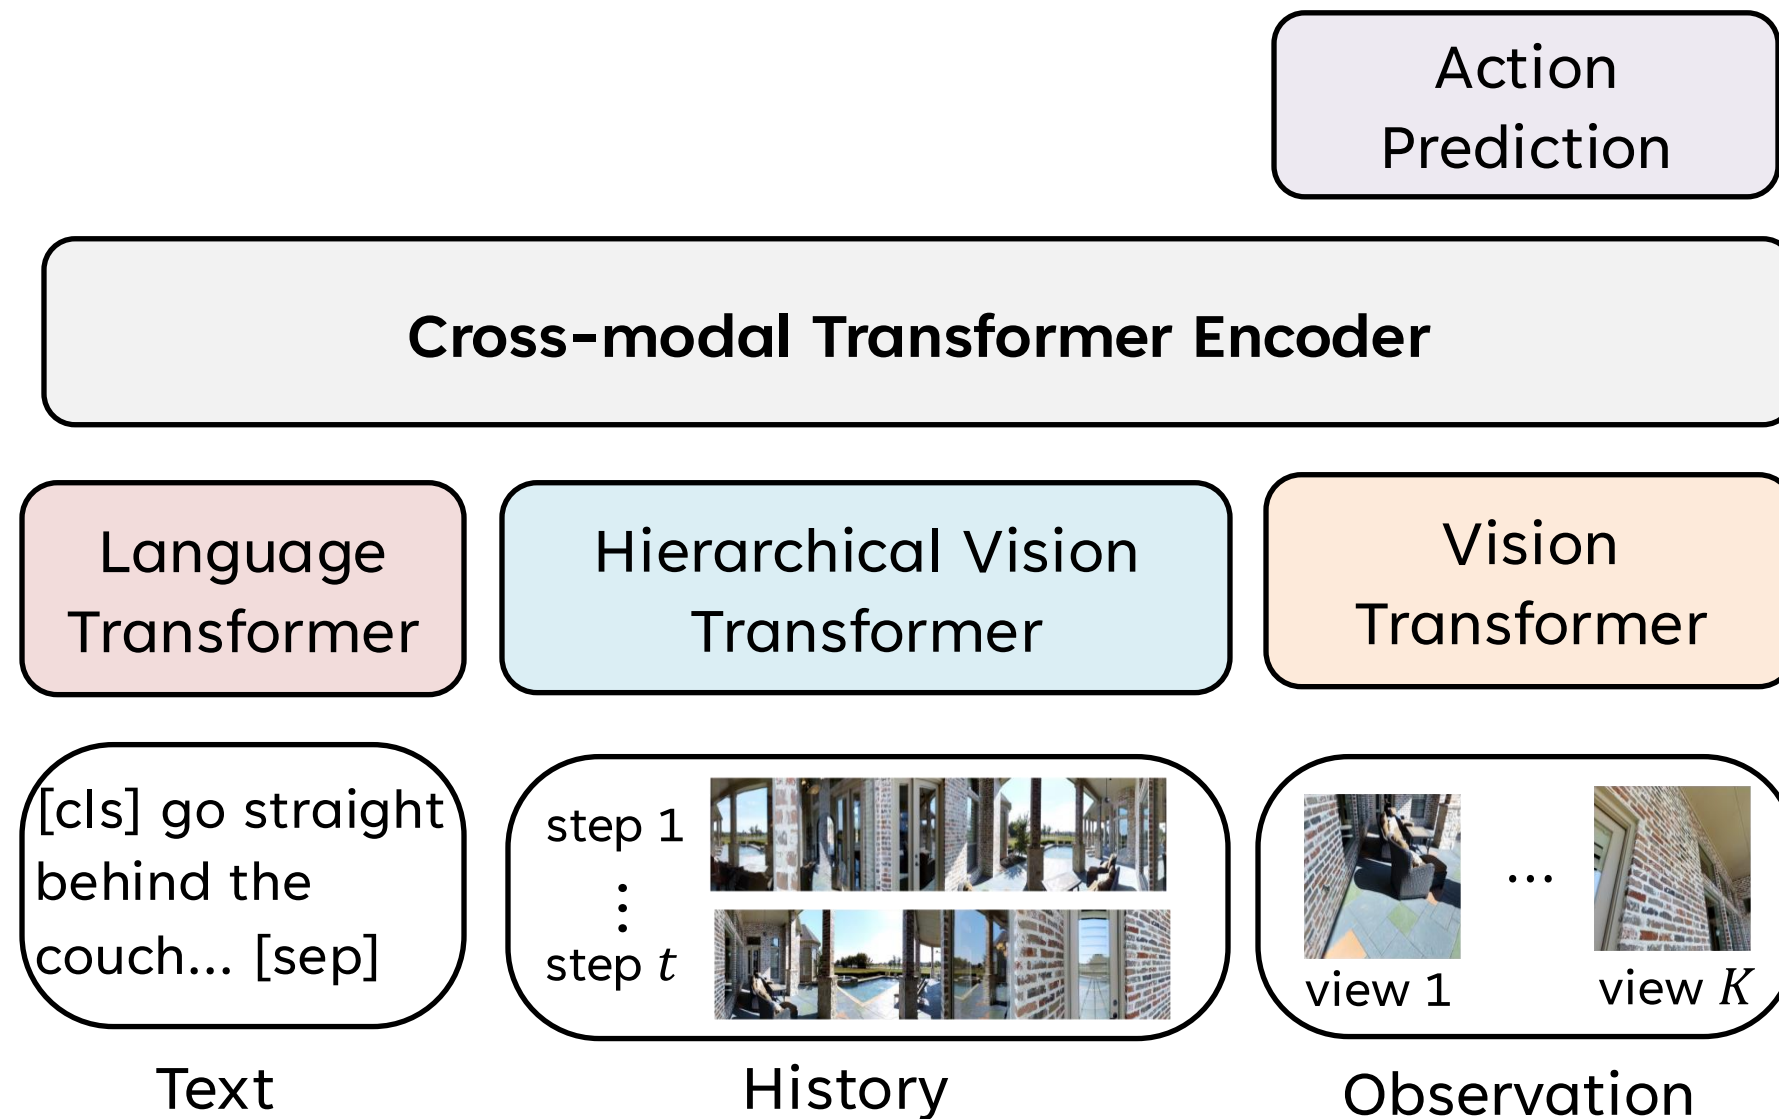 Action
Prediction
Cross-modal Transformer Encoder
Language
Transformer
Hierarchical Vision
Transformer
Vision
Transformer
[cls] go straight
behind the
couch... [sep]
step 1
⋮
step t
view 1
...
view K
Text
History
Observation